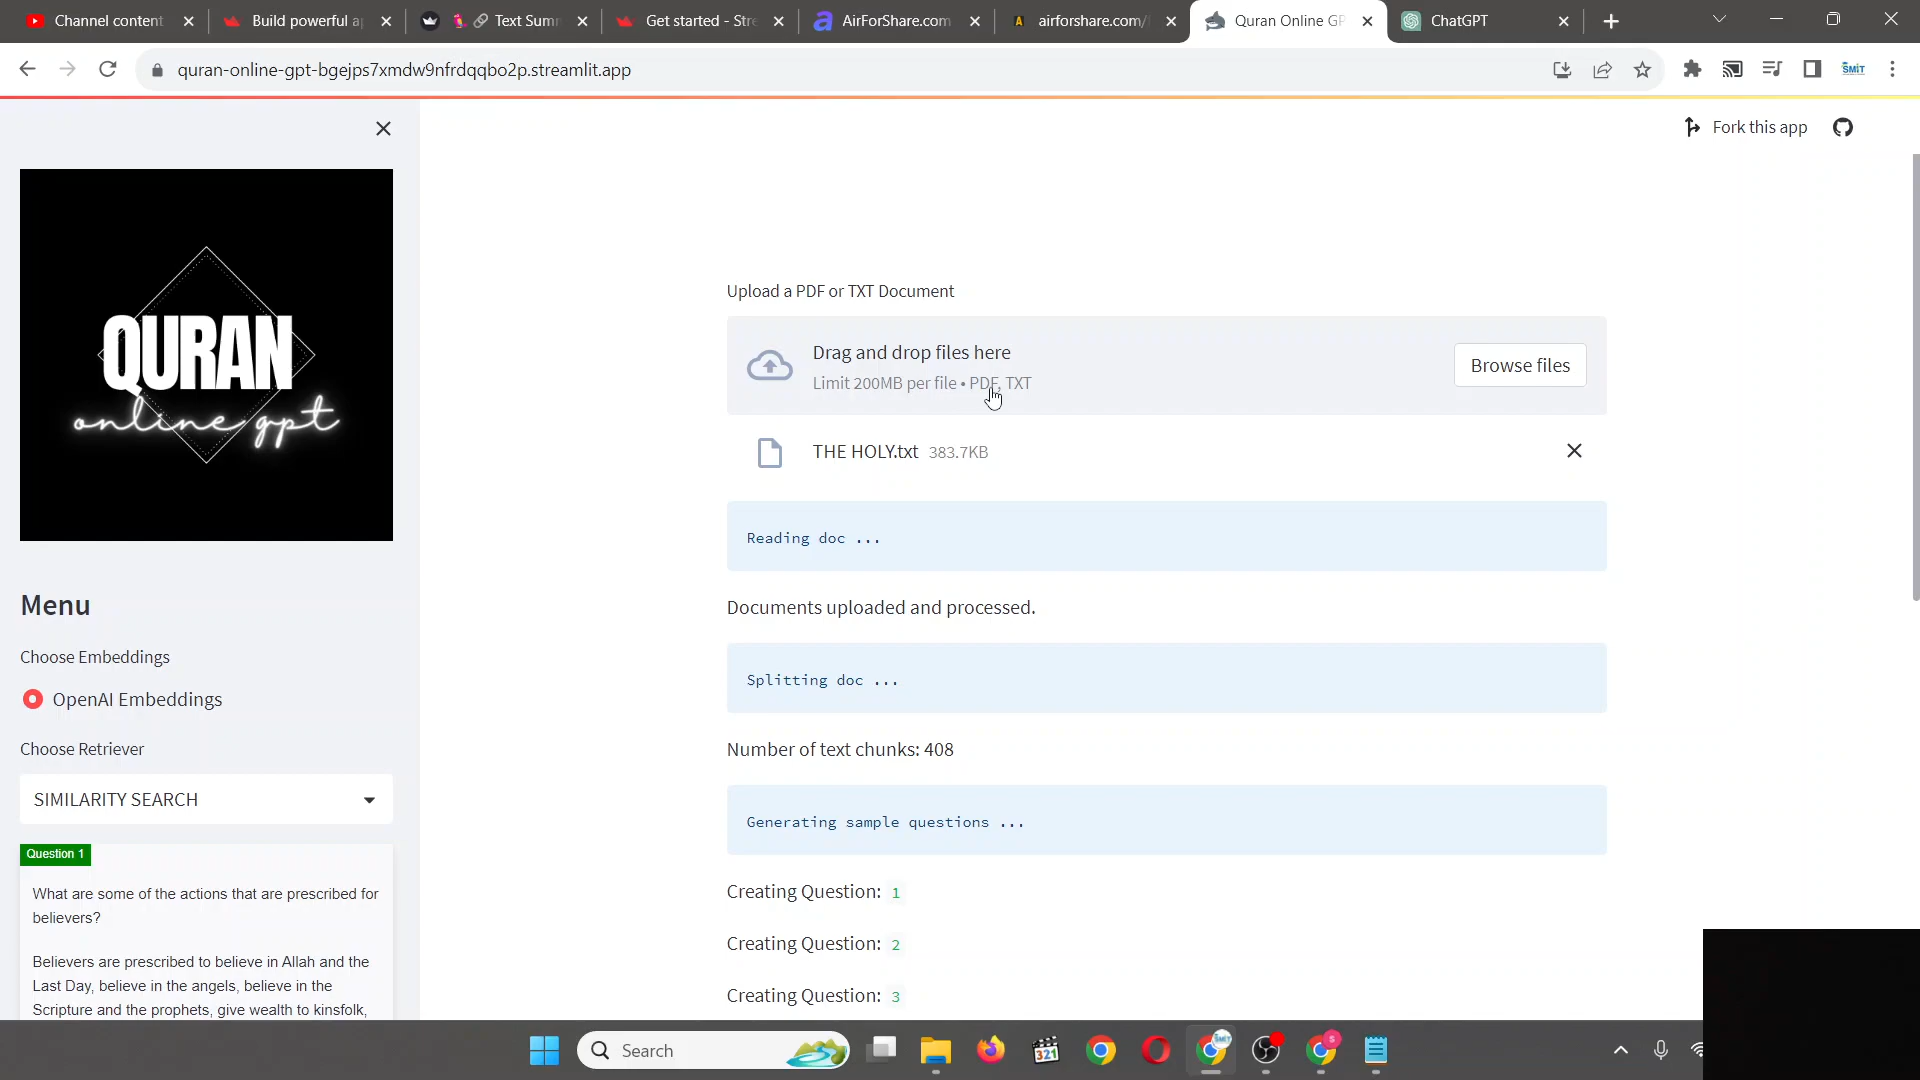 Channel content
Build powerful a
Text Sum
Get started - Stre
AirForShare.com
airforshare.com/
Quran Online GP
ChatGPT
quran-online-gpt-bgejps7xmdw9nfrdqqbo2p.streamlit.app
SMIT
Fork this app
QURAN
online gpt
Menu
Choose Embeddings
OpenAI Embeddings
Choose Retriever
SIMILARITY SEARCH
Question 1
What are some of the actions that are prescribed for
believers?
Believers are prescribed to believe in Allah and the
Last Day, believe in the angels, believe in the
Scripture and the prophets, give wealth to kinsfolk,
Upload a PDF or TXT Document
Drag and drop files here
Limit 200MB per file • PDF, TXT
Browse files
THE HOLY.txt 383.7KB
Reading doc ...
Documents uploaded and processed.
Splitting doc ...
Number of text chunks: 408
Generating sample questions ...
Creating Question: 1
Creating Question: 2
Creating Question: 3
Search
321
SMIT
S